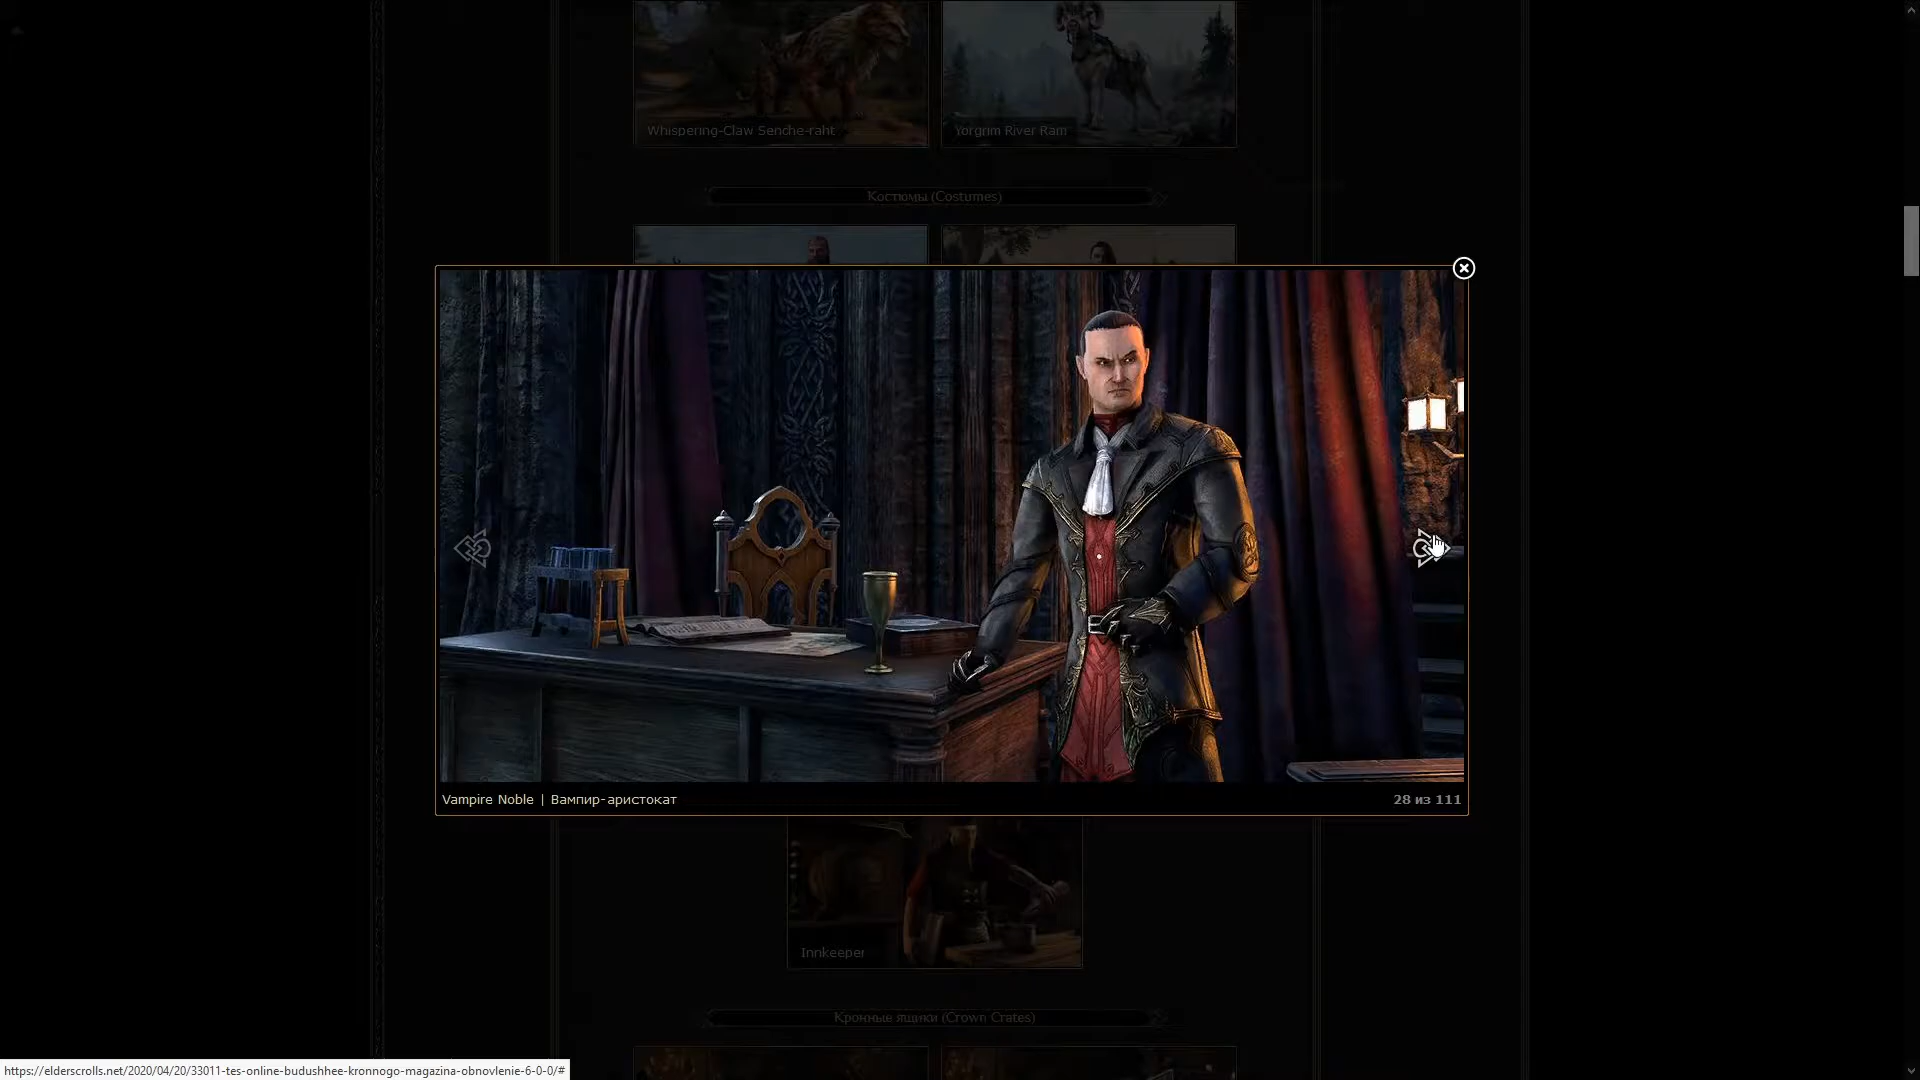 Whispering-Claw Senche-raht
Yorgrim River Ram
Костюмы (Costumes)
Vampire Noble | Вампир-аристократ
28 из 111
Innkeeper
Кронные ящики (Crown Crates)
https://elderscrolls.net/2020/04/20/33011-tes-online-budushhee-kronnogo-magazina-obnovlenie-6-0-0/#